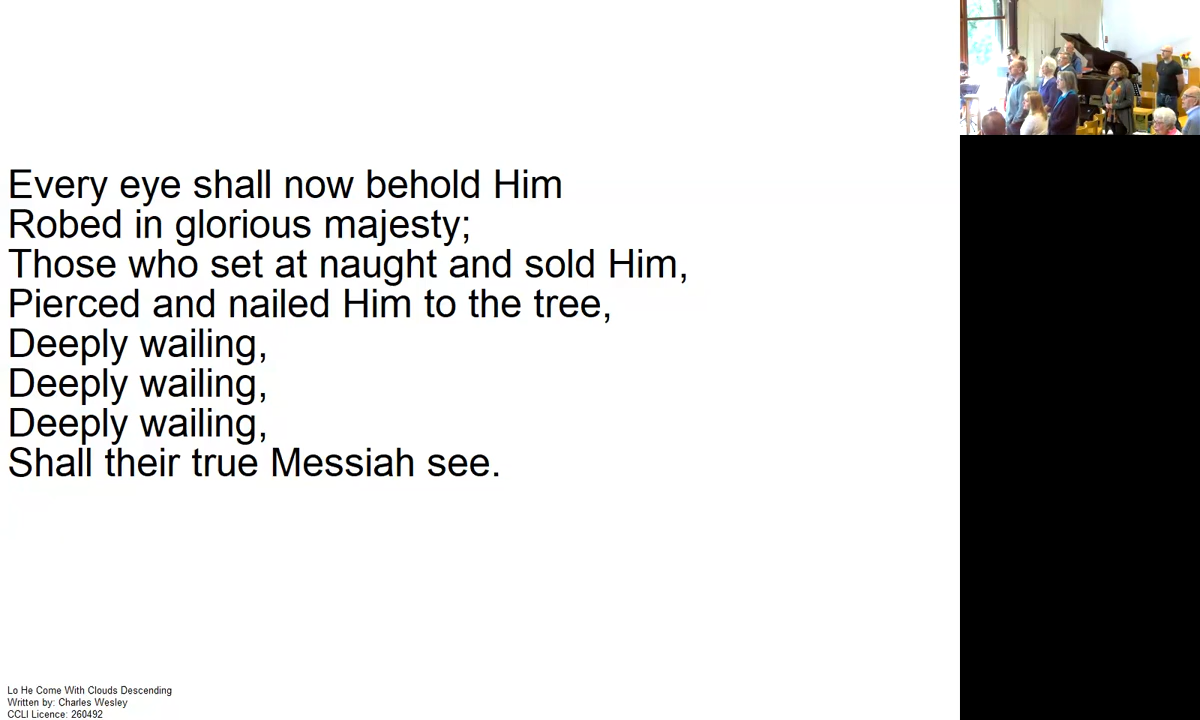 Every eye shall now behold Him
Robed in glorious majesty;
Those who set at naught and sold Him,
Pierced and nailed Him to the tree,
Deeply wailing,
Deeply wailing,
Deeply wailing,
Shall their true Messiah see.
Lo He Come With Clouds Descending
Written by: Charles Wesley
CCLI Licence: 260492